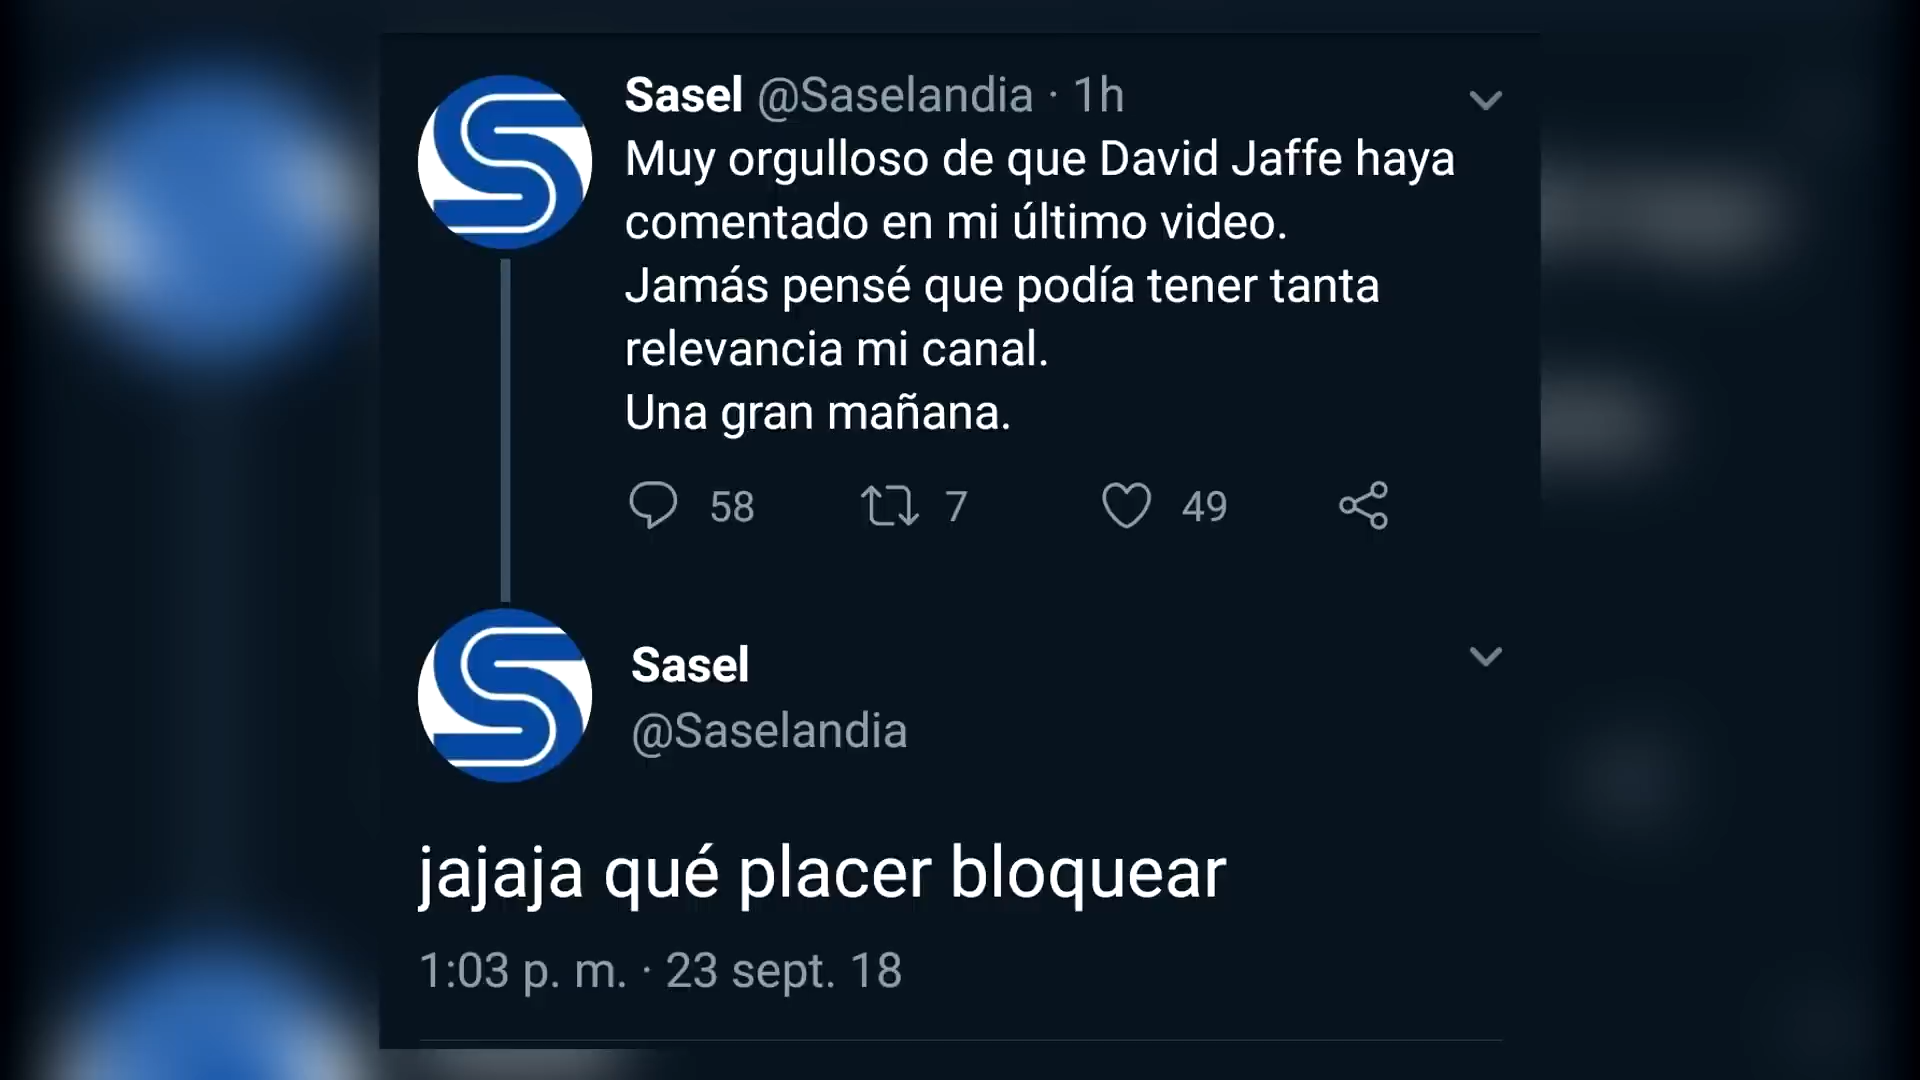 Sasel @Saselandia · 1h
Muy orgulloso de que David Jaffe haya
comentado en mi último video.
Jamás pensé que podía tener tanta
relevancia mi canal.
Una gran mañana.
58 7 49
Sasel
@Saselandia
jajaja qué placer bloquear
1:03 p. m. · 23 sept. 18